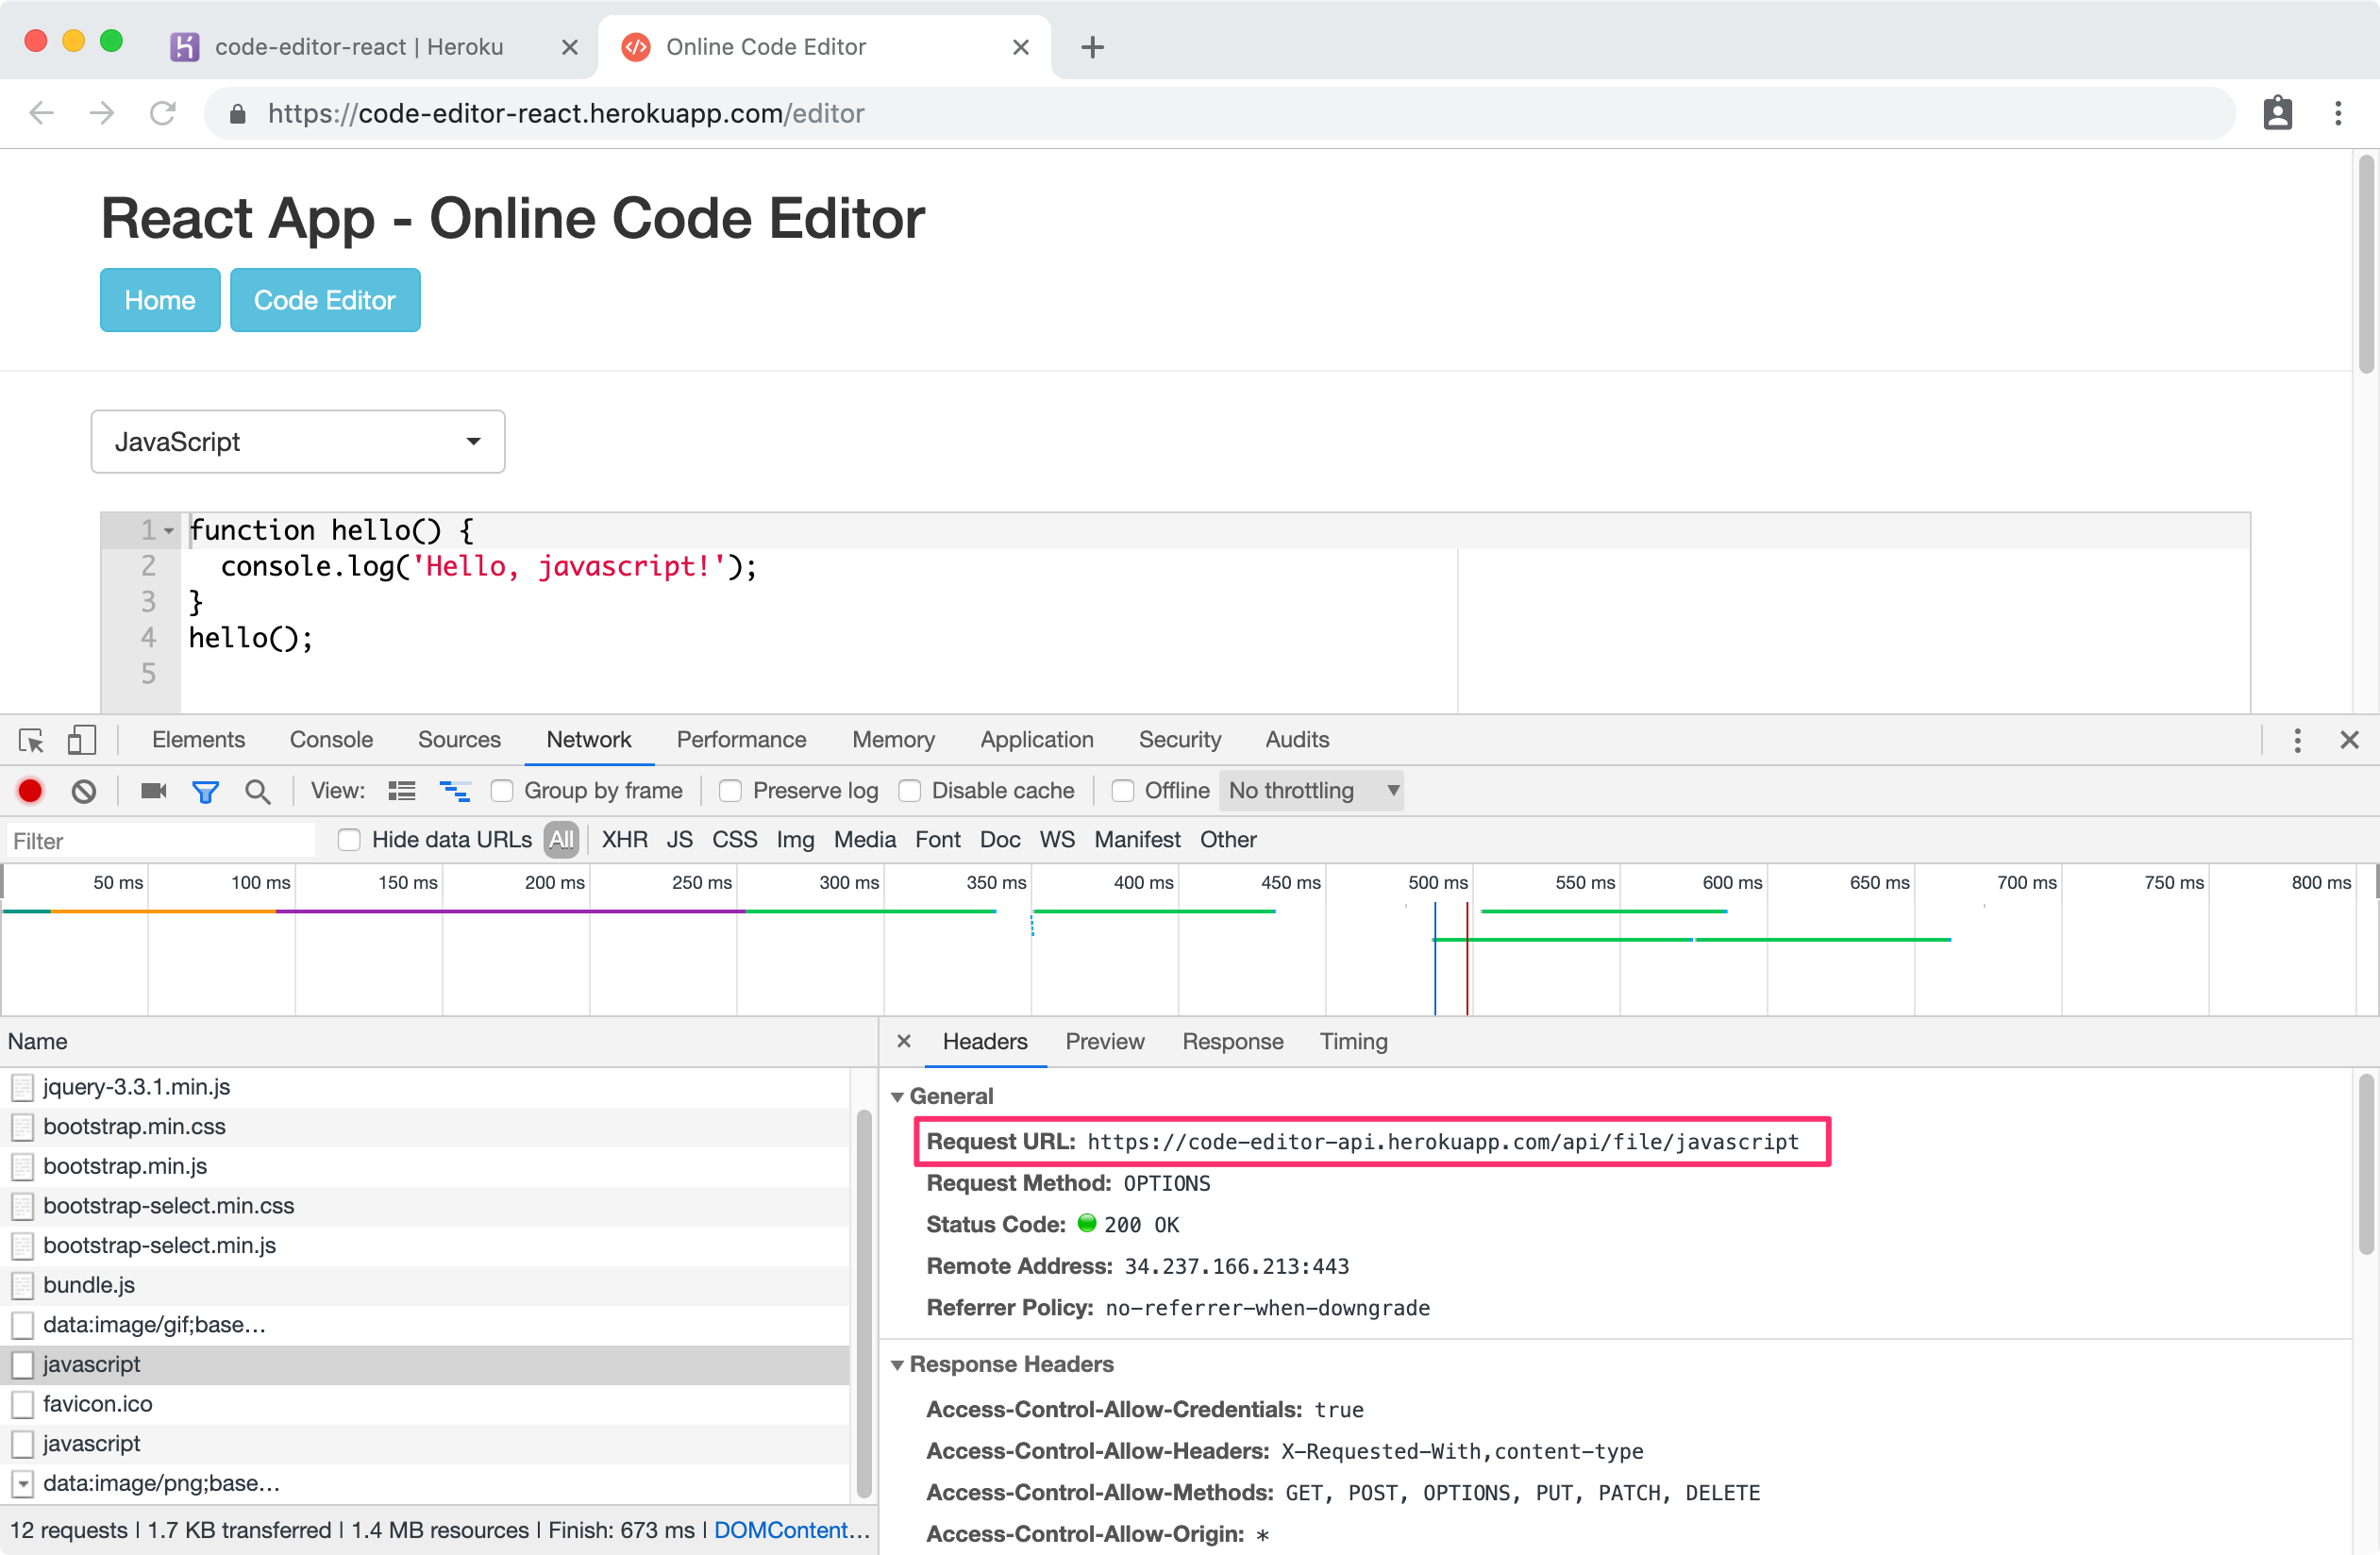 code-editor-react | Heroku
Online Code Editor
https://code-editor-react.herokuapp.com/editor
React App - Online Code Editor
Home Code Editor
JavaScript
1 function hello() {
2 console.log('Hello, javascript!');
3 }
4 hello();
5
Elements Console Sources Network Performance Memory Application Security Audits
View: Group by frame Preserve log Disable cache Offline No throttling
Filter Hide data URLs All XHR JS CSS Img Media Font Doc WS Manifest Other
50 ms 100 ms 150 ms 200 ms 250 ms 300 ms 350 ms 400 ms 450 ms 500 ms 550 ms 600 ms 650 ms 700 ms 750 ms 800 ms
Name
jquery-3.3.1.min.js
bootstrap.min.css
bootstrap.min.js
bootstrap-select.min.css
bootstrap-select.min.js
bundle.js
data:image/gif;base…
javascript
favicon.ico
javascript
data:image/png;base…
12 requests | 1.7 KB transferred | 1.4 MB resources | Finish: 673 ms | DOMContent…
Headers Preview Response Timing
General
Request URL: https://code-editor-api.herokuapp.com/api/file/javascript
Request Method: OPTIONS
Status Code: 200 OK
Remote Address: 34.237.166.213:443
Referrer Policy: no-referrer-when-downgrade
Response Headers
Access-Control-Allow-Credentials: true
Access-Control-Allow-Headers: X-Requested-With,content-type
Access-Control-Allow-Methods: GET, POST, OPTIONS, PUT, PATCH, DELETE
Access-Control-Allow-Origin: *